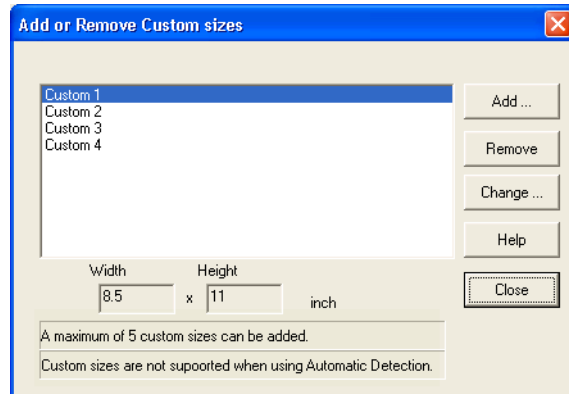 Add or Remove Custom sizes
Custom 1
Custom 2
Custom 3
Custom 4
Add ...
Remove
Change ...
Help
Close
Width Height
8.5 x 11 inch
A maximum of 5 custom sizes can be added.
Custom sizes are not supoorted when using Automatic Detection.